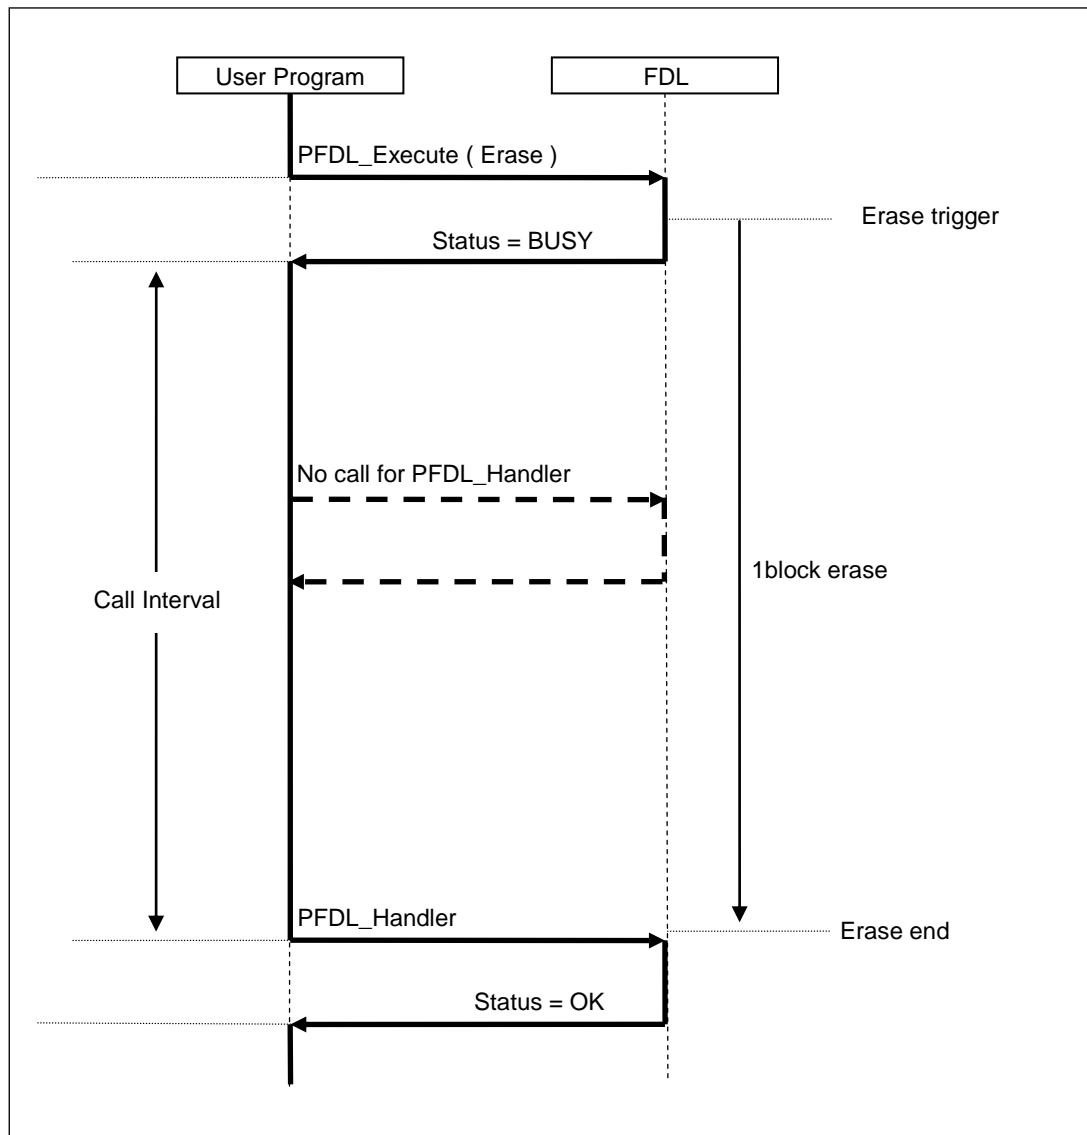 User Program
FDL
PFDL_Execute ( Erase )
Erase trigger
Status = BUSY
No call for PFDL_Handler
1block erase
Call Interval
PFDL_Handler
Erase end
Status = OK